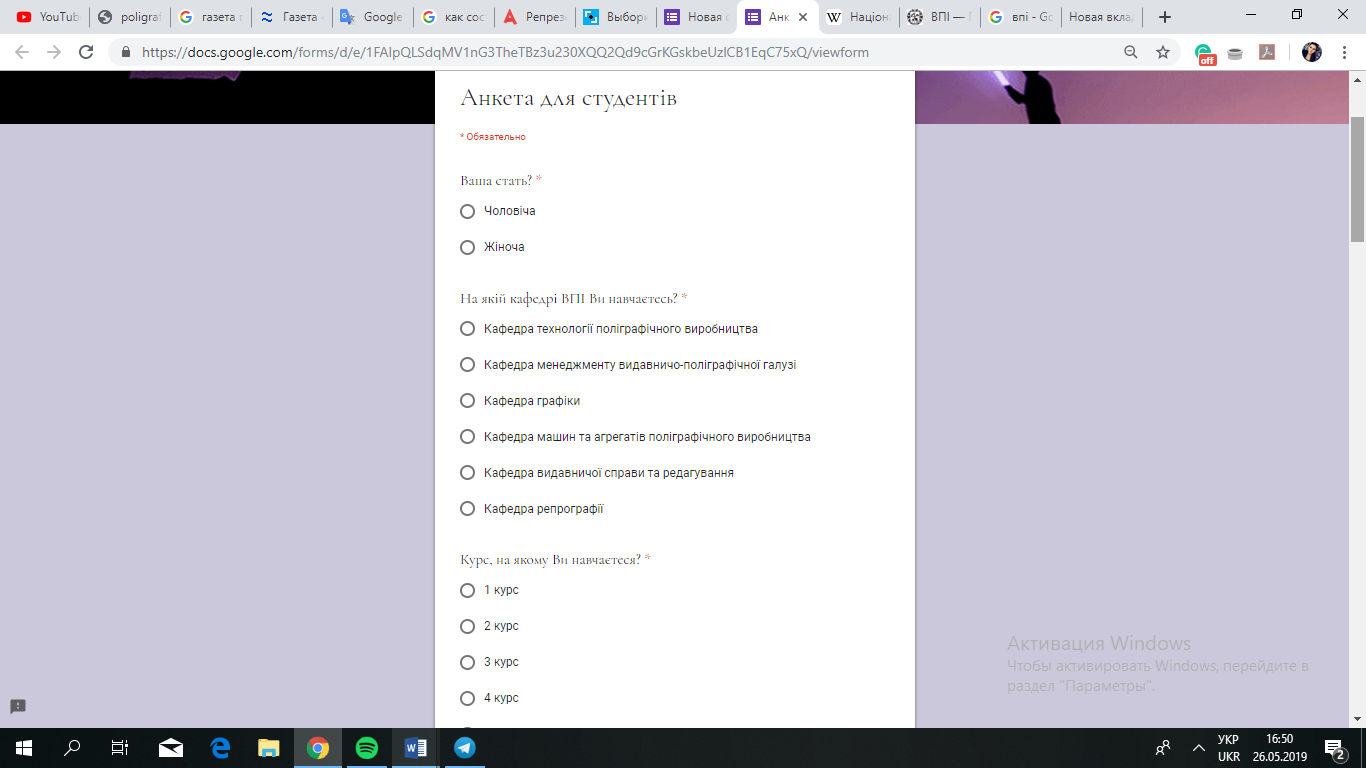 YouTub
poligraf
газета г
Газета
Google
как сос
Репрез
Выборк
Новая ф
Анк
Націона
ВПІ — Г
впі - Go
Новая вклад
https://docs.google.com/forms/d/e/1FAIpQLSdqMV1nG3TheTBz3u230XQQ2Qd9cGrKGskbeUzICB1EqC75xQ/viewform
off
Анкета для студентів
* Обязательно
Ваша стать? *
Чоловіча
Жіноча
На якій кафедрі ВПІ Ви навчаєтесь? *
Кафедра технології поліграфічного виробництва
Кафедра менеджменту видавничо-поліграфічної галузі
Кафедра графіки
Кафедра машин та агрегатів поліграфічного виробництва
Кафедра видавничої справи та редагування
Кафедра репрографії
Курс, на якому Ви навчаєтеся? *
1 курс
2 курс
3 курс
4 курс
Активация Windows
Чтобы активировать Windows, перейдите в
раздел "Параметры".
УКР
UKR
16:50
26.05.2019
2